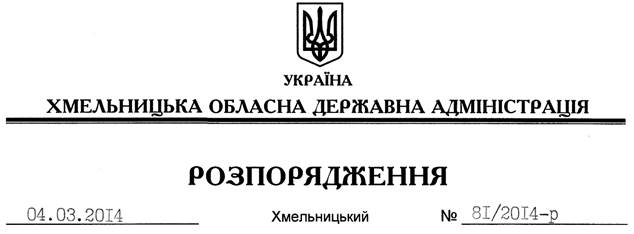 УКРАЇНА
ХМЕЛЬНИЦЬКА ОБЛАСНА ДЕРЖАВНА АДМІНІСТРАЦІЯ
РОЗПОРЯДЖЕННЯ
04.03.2014 Хмельницький № 81/2014-р